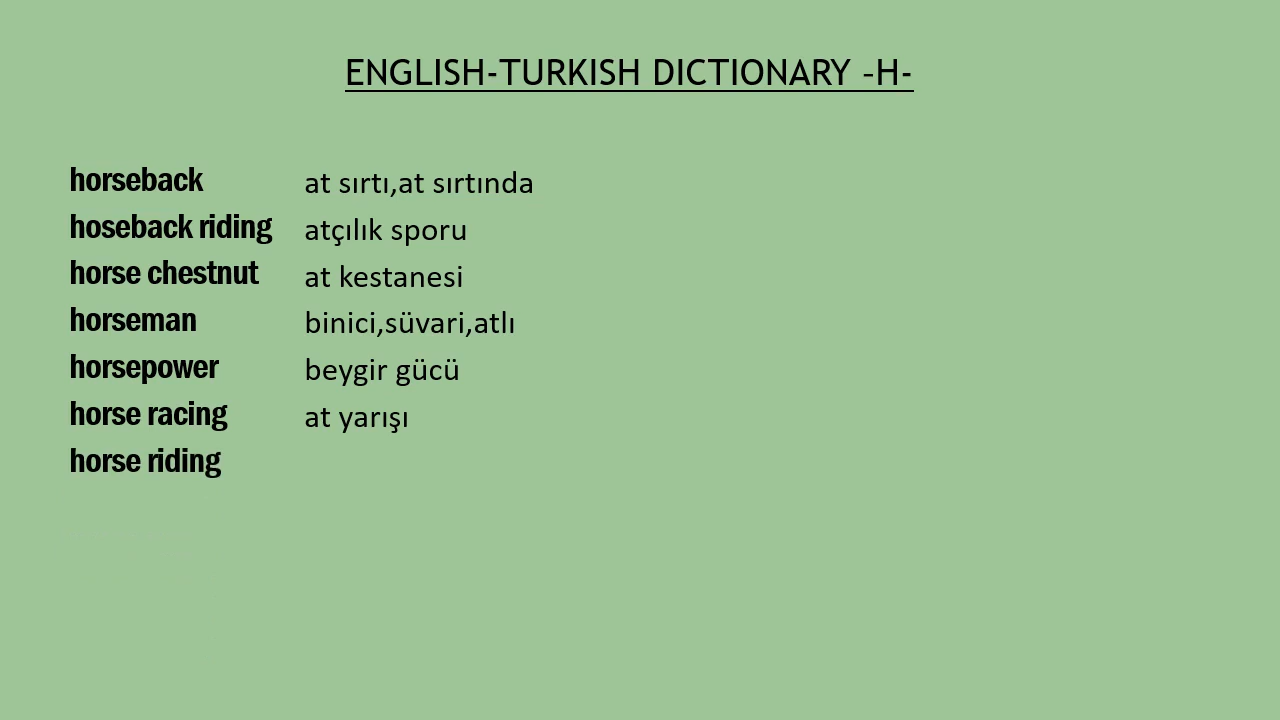 ENGLISH-TURKISH DICTIONARY –H-
horseback at sırtı,at sırtında
hoseback riding atçılık sporu
horse chestnut at kestanesi
horseman binici,süvari,atlı
horsepower beygir gücü
horse racing at yarışı
horse riding